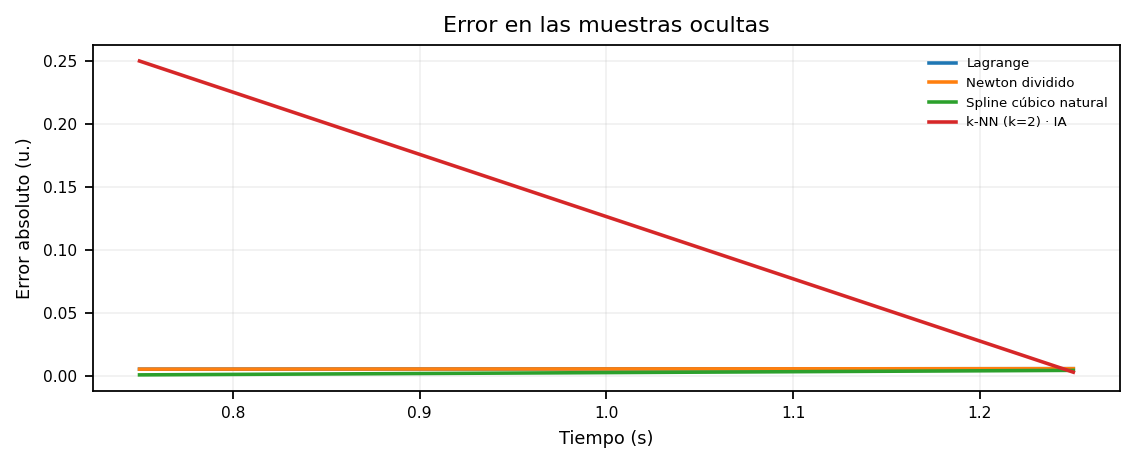 Error en las muestras ocultas
Error absoluto (u.)
0.25
0.20
0.15
0.10
0.05
0.00
Lagrange
Newton dividido
Spline cúbico natural
k-NN (k=2) · IA
0.8
0.9
1.0
1.1
1.2
Tiempo (s)